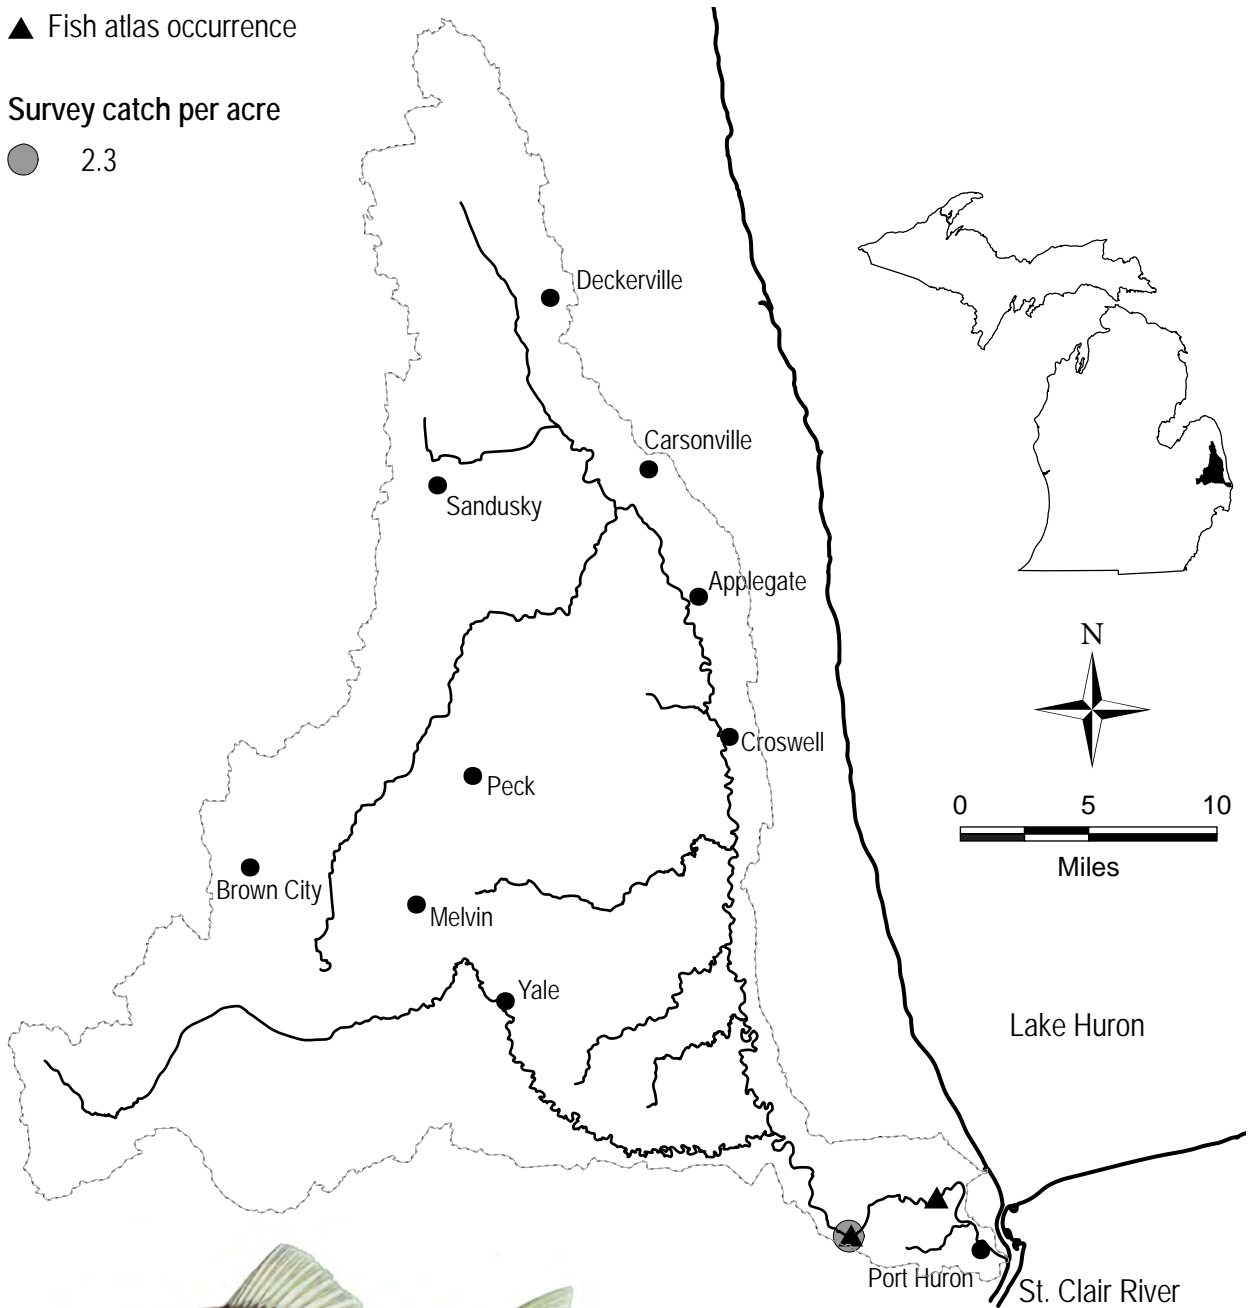 Fish atlas occurrence
Survey catch per acre
2.3
Deckerville
Carsonville
Sandusky
Applegate
N
Croswell
Peck
0 5 10
Miles
Brown City
Melvin
Yale
Lake Huron
Port Huron
St. Clair River